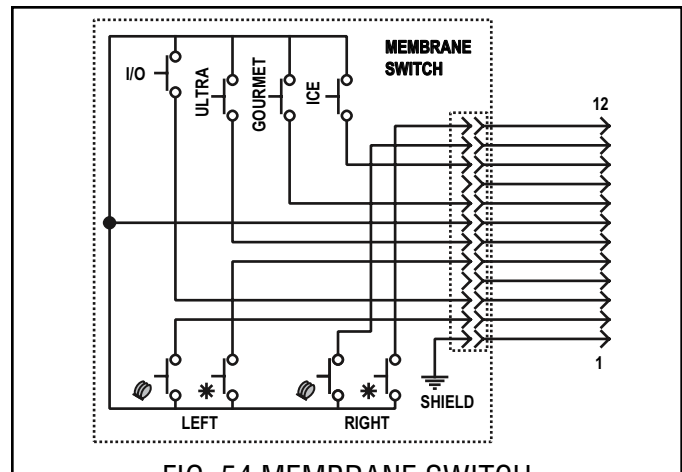 MEMBRANE
SWITCH
I/O
ULTRA
GOURMET
ICE
12
1
SHIELD
LEFT
RIGHT
FIG. 54 MEMBRANE SWITCH